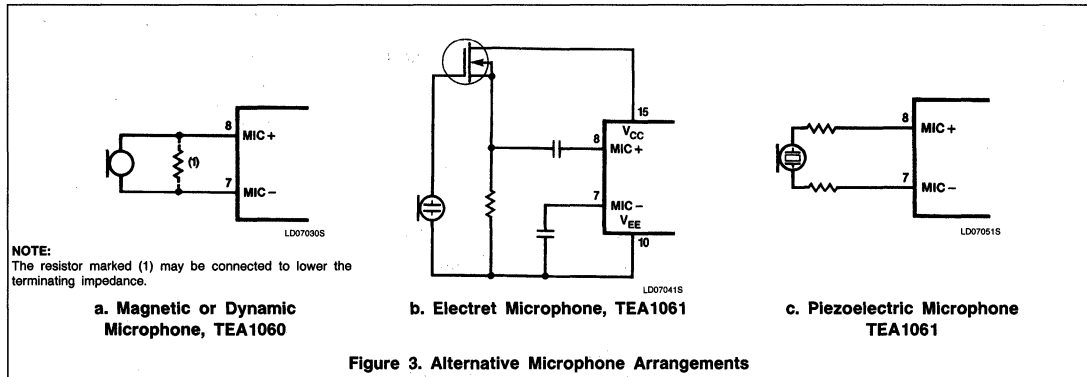 8
MIC+
(1)
7
MIC−
LD07030S
NOTE:
The resistor marked (1) may be connected to lower the
terminating impedance.
a. Magnetic or Dynamic
Microphone, TEA1060
15
VCC
8
MIC+
7
MIC−
VEE
10
LD07041S
b. Electret Microphone, TEA1061
8
MIC+
7
MIC−
LD07051S
c. Piezoelectric Microphone
TEA1061
Figure 3. Alternative Microphone Arrangements